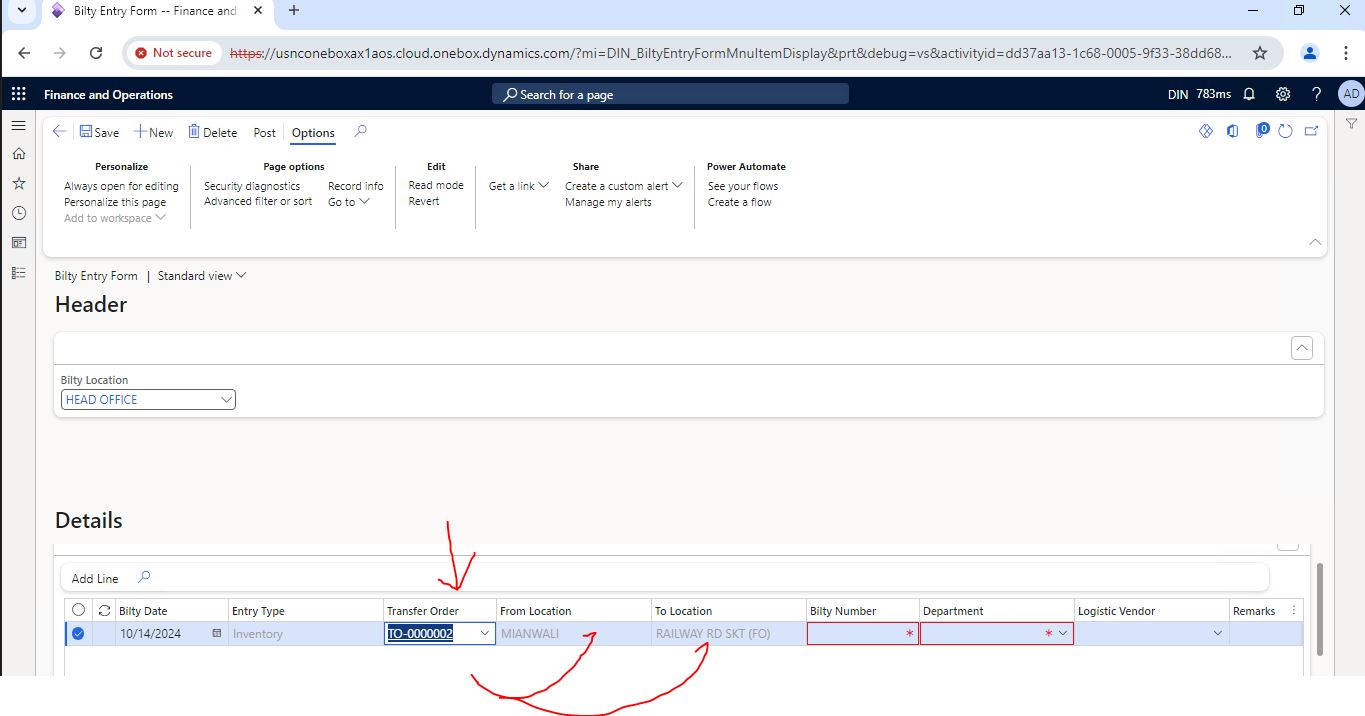 Bilty Entry Form -- Finance and
Not secure https://usnconeboxax1aos.cloud.onebox.dynamics.com/?mi=DIN_BiltyEntryFormMnuItemDisplay&prt&debug=vs&activityid=dd37aa13-1c68-0005-9f33-38dd68...
Finance and Operations Search for a page DIN 783ms ? AD
Save New Delete Post Options 0
Personalize Page options Edit Share Power Automate
Always open for editing Security diagnostics Record info Read mode Get a link Create a custom alert See your flows
Personalize this page Advanced filter or sort Go to Revert Manage my alerts Create a flow
Add to workspace
Bilty Entry Form | Standard view
Header
Bilty Location
HEAD OFFICE
Details
Add Line
Bilty Date Entry Type Transfer Order From Location To Location Bilty Number Department Logistic Vendor Remarks
10/14/2024 Inventory TO-0000002 MIANWALI RAILWAY RD SKT (FO) * *